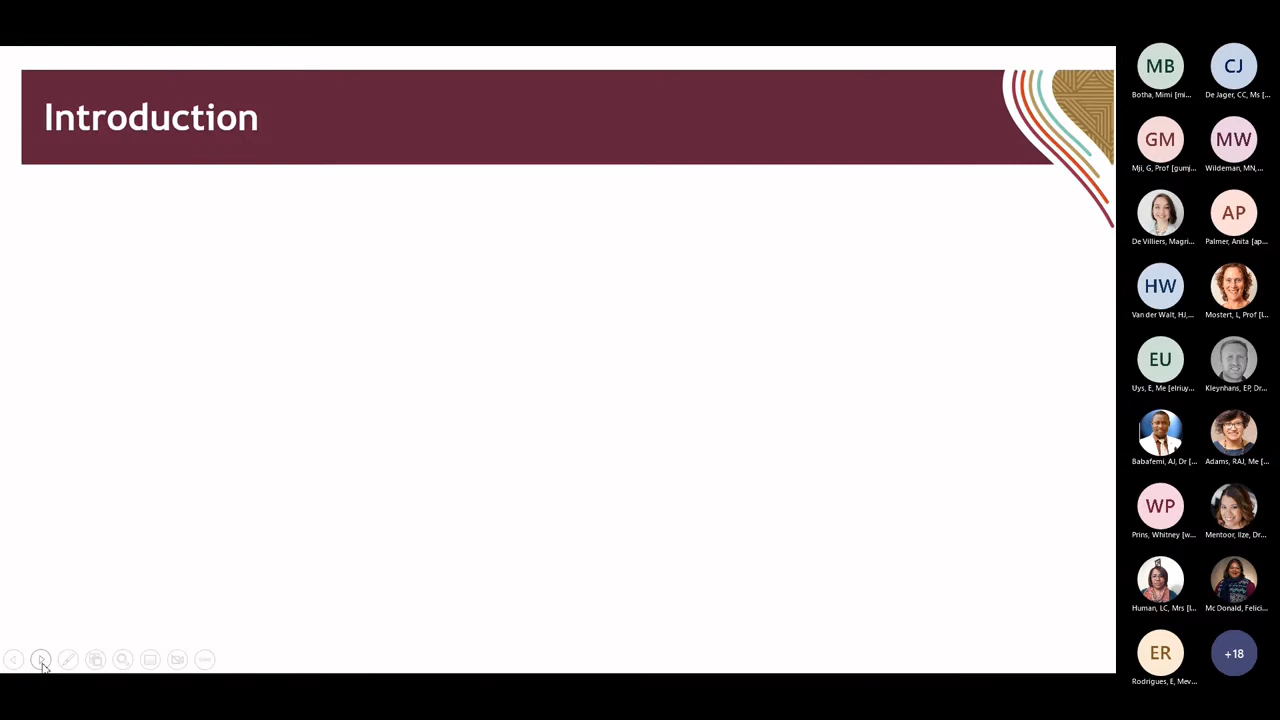 Introduction
MB
CJ
Botha, Mimi [mi...
De Jager, CC, Ms [...
GM
MW
Mji, G, Prof [gumj...
Wildeman, MN,...
AP
De Villiers, Magri...
Palmer, Anita [ap...
HW
Van der Walt, HJ,...
Mostert, L, Prof [l...
EU
Uys, E, Me [elriuy...
Kleynhans, EP, Dr...
Babafemi, AJ, Dr [...
Adams, RAJ, Me [...
WP
Prins, Whitney [w...
Mentoor, Ilze, Dr...
Human, LC, Mrs [l...
Mc Donald, Felici...
ER
+18
Rodrigues, E, Mev...